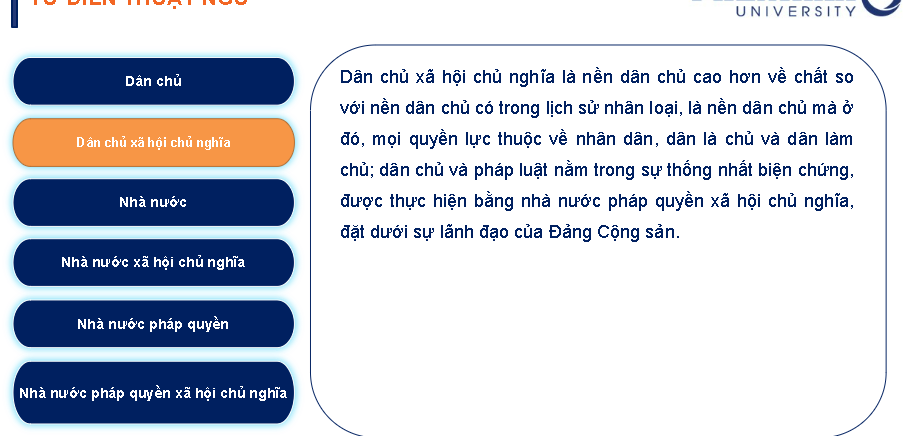 TỪ ĐIỂN THUẬT NGỮ
UNIVERSITY
Dân chủ
Dân chủ xã hội chủ nghĩa
Nhà nước
Nhà nước xã hội chủ nghĩa
Nhà nước pháp quyền
Nhà nước pháp quyền xã hội chủ nghĩa
Dân chủ xã hội chủ nghĩa là nền dân chủ cao hơn về chất so
với nền dân chủ có trong lịch sử nhân loại, là nền dân chủ mà ở
đó, mọi quyền lực thuộc về nhân dân, dân là chủ và dân làm
chủ; dân chủ và pháp luật nằm trong sự thống nhất biện chứng,
được thực hiện bằng nhà nước pháp quyền xã hội chủ nghĩa,
đặt dưới sự lãnh đạo của Đảng Cộng sản.